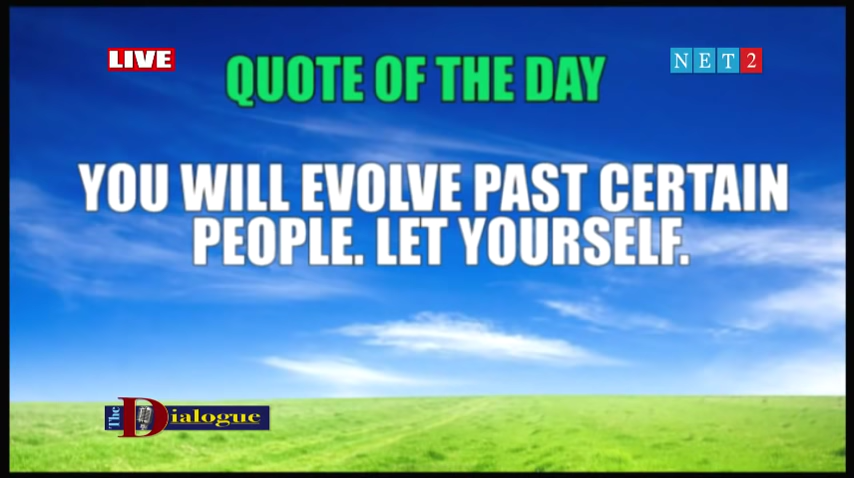 LIVE
NET2
QUOTE OF THE DAY
YOU WILL EVOLVE PAST CERTAIN
PEOPLE. LET YOURSELF.
The Dialogue